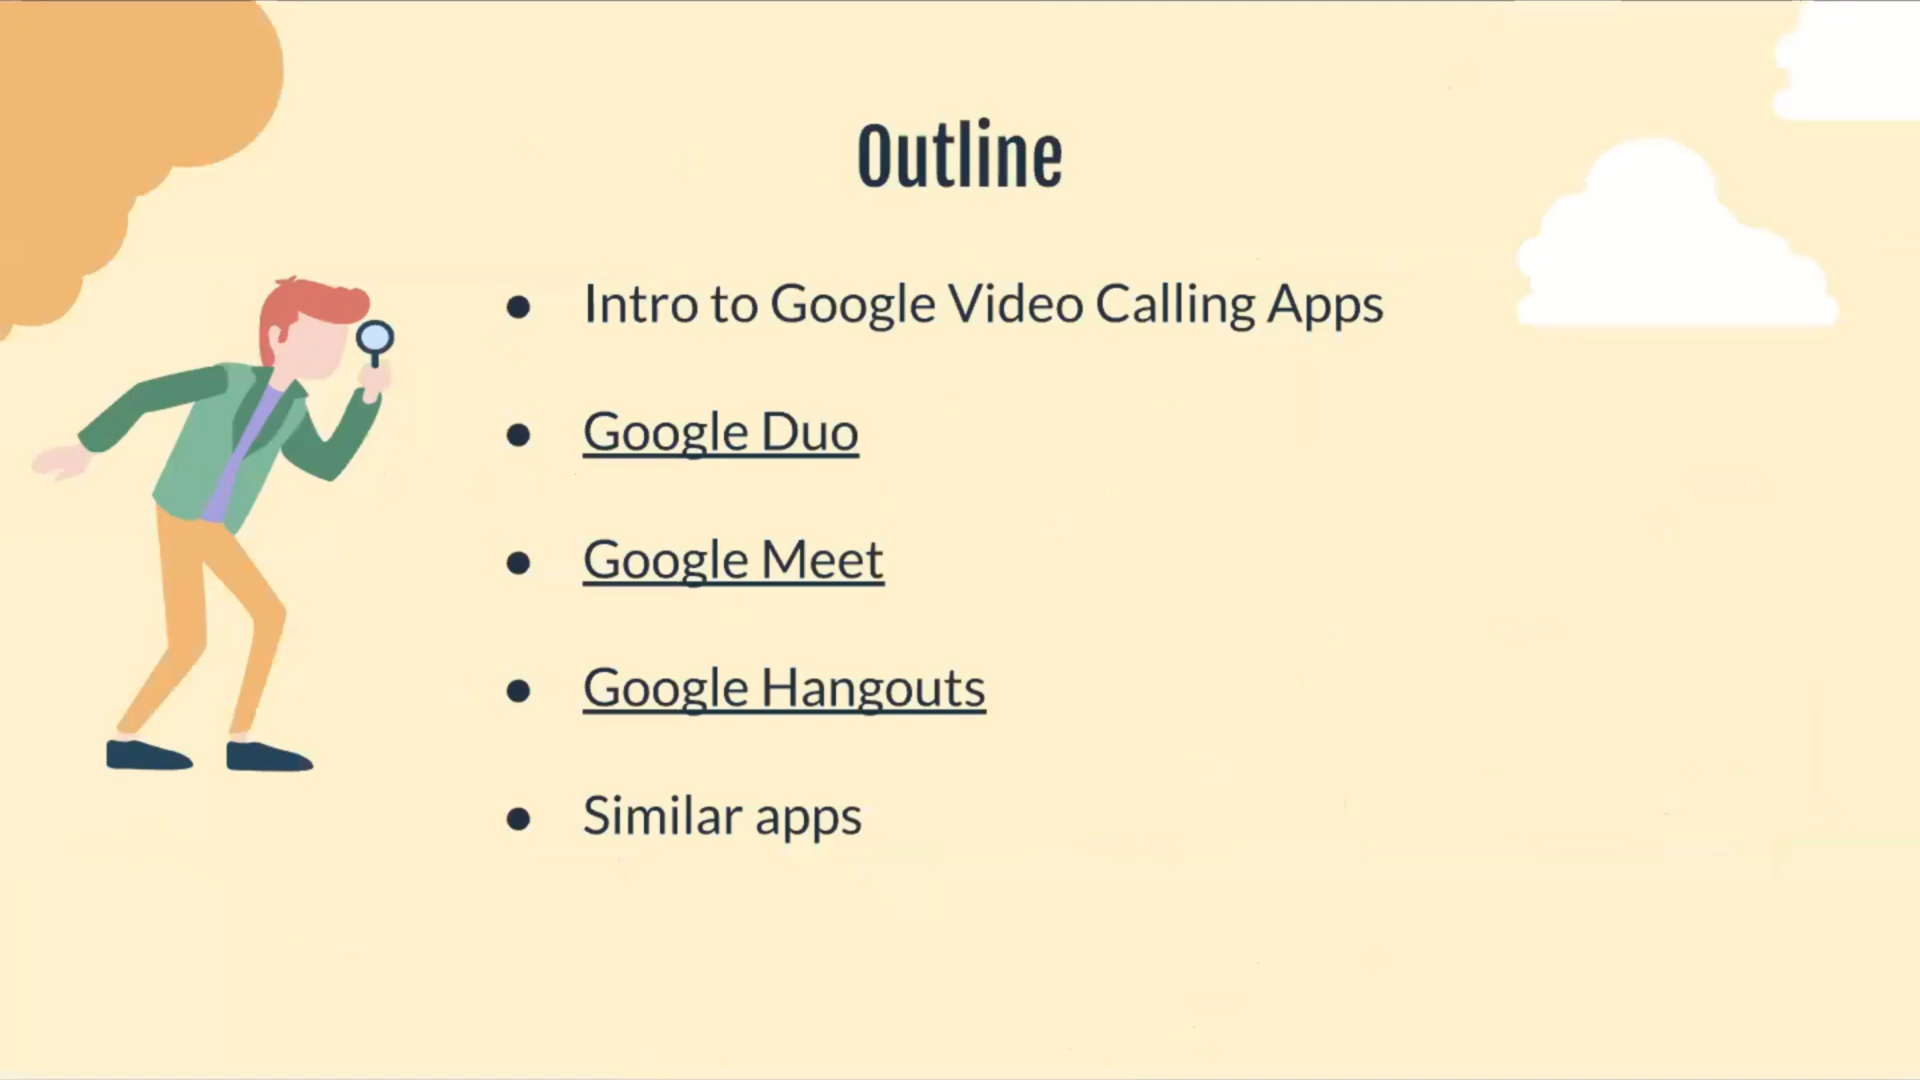 Outline
● Intro to Google Video Calling Apps
● Google Duo
● Google Meet
● Google Hangouts
● Similar apps